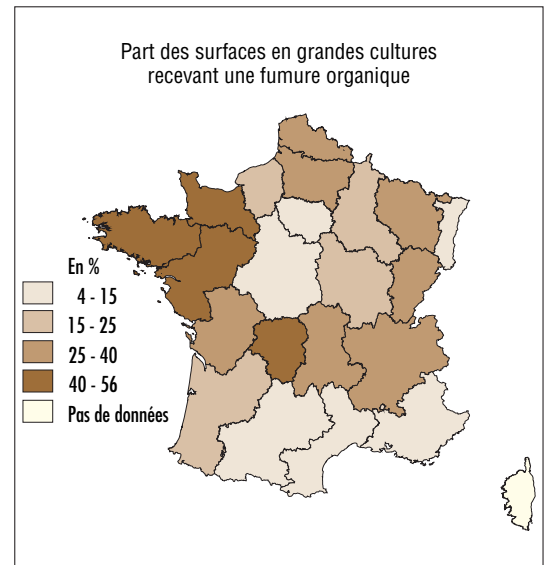 Part des surfaces en grandes cultures
recevant une fumure organique
En %
4 - 15
15 - 25
25 - 40
40 - 56
Pas de données